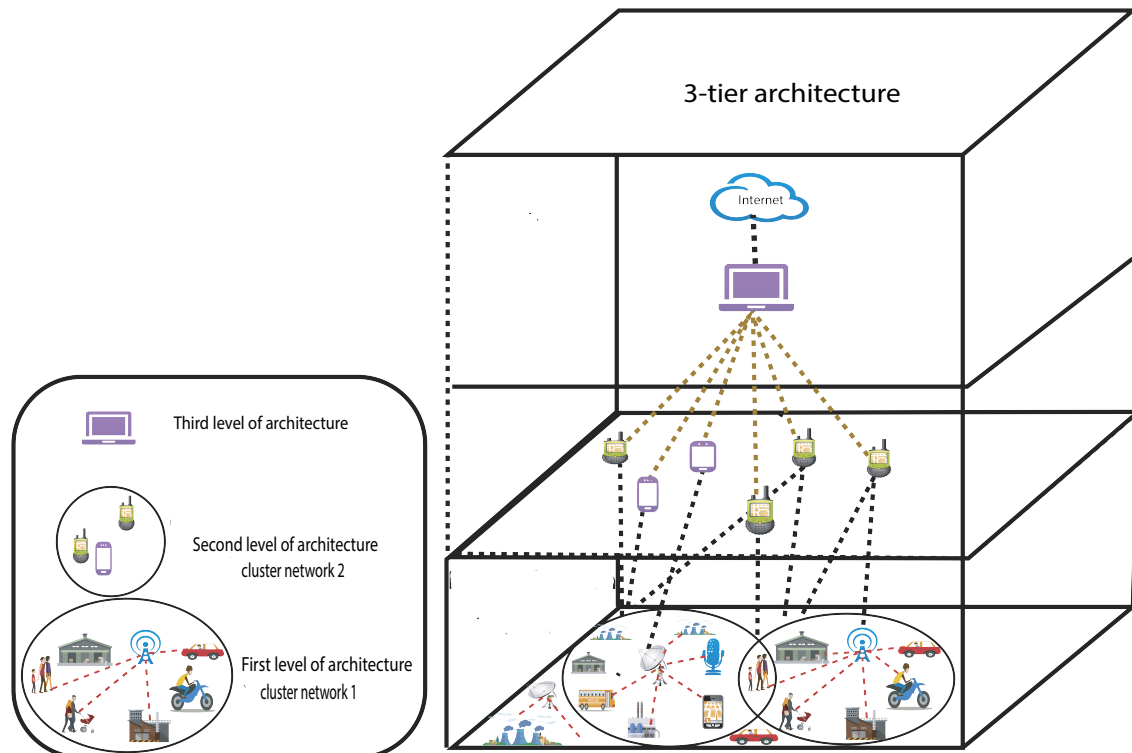 3-tier architecture
Internet
Third level of architecture
Second level of architecture
cluster network 2
First level of architecture
cluster network 1